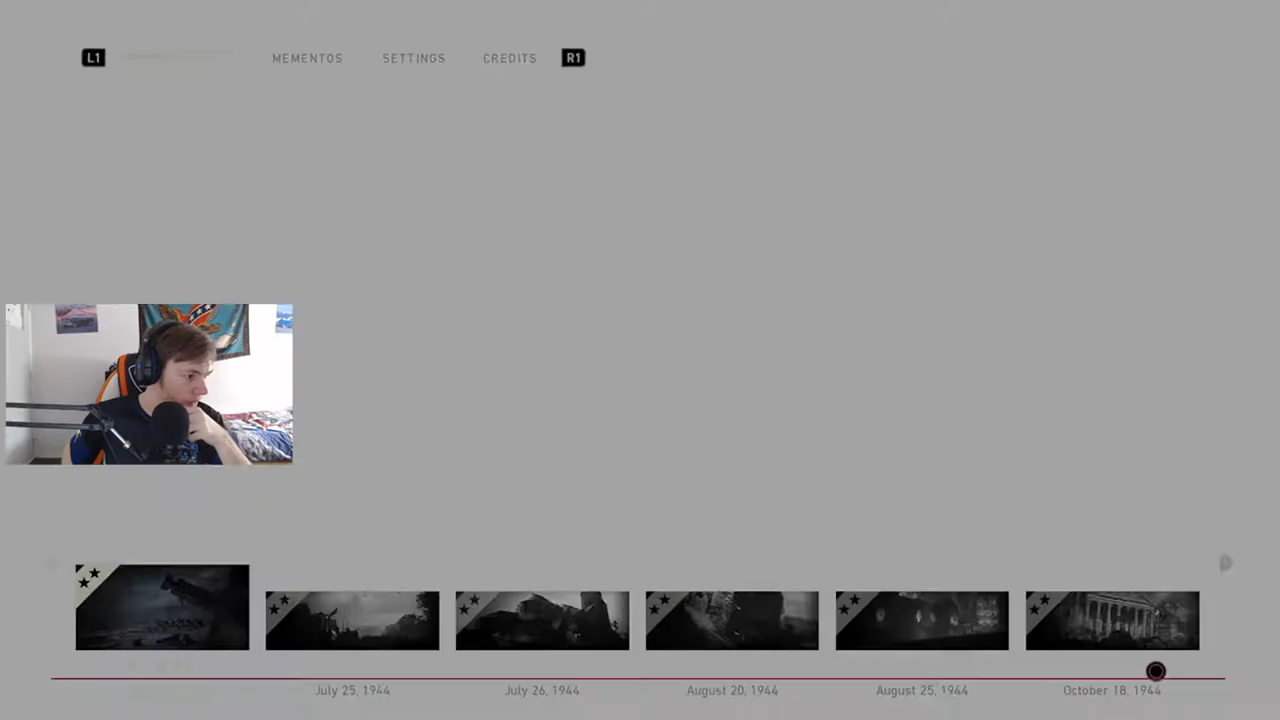 L1 MEMENTOS SETTINGS CREDITS R1
July 25, 1944 July 26, 1944 August 20, 1944 August 25, 1944 October 18, 1944